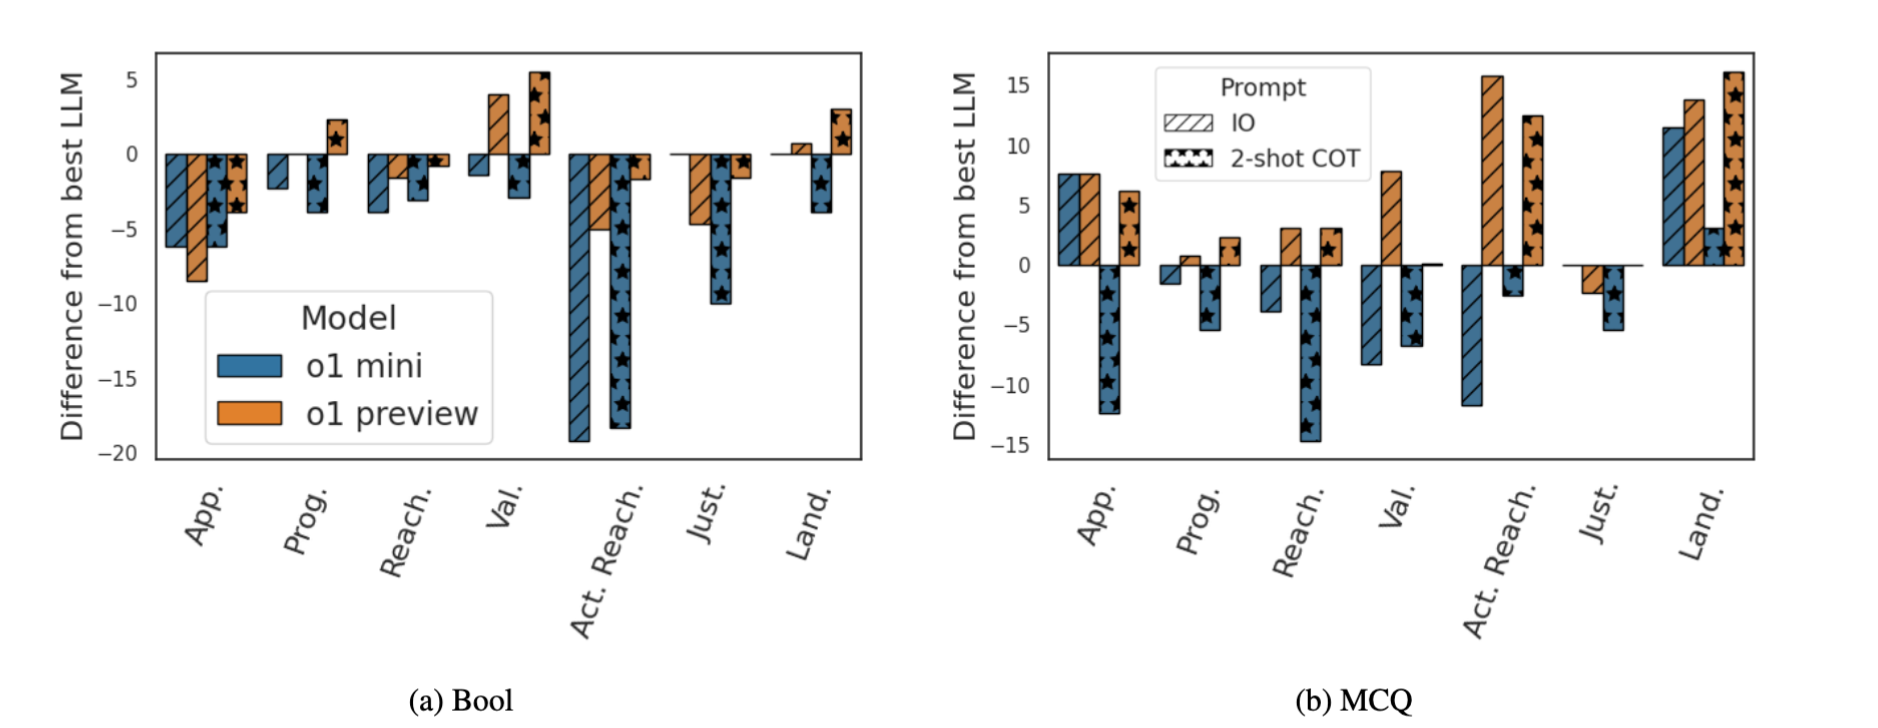 Difference from best LLM
5
0
−5
−10
−15
−20
Model
o1 mini
o1 preview
App.
Prog.
Reach.
Val.
Act. Reach.
Just.
Land.
(a) Bool
Difference from best LLM
15
10
5
0
−5
−10
−15
Prompt
IO
2-shot COT
App.
Prog.
Reach.
Val.
Act. Reach.
Just.
Land.
(b) MCQ